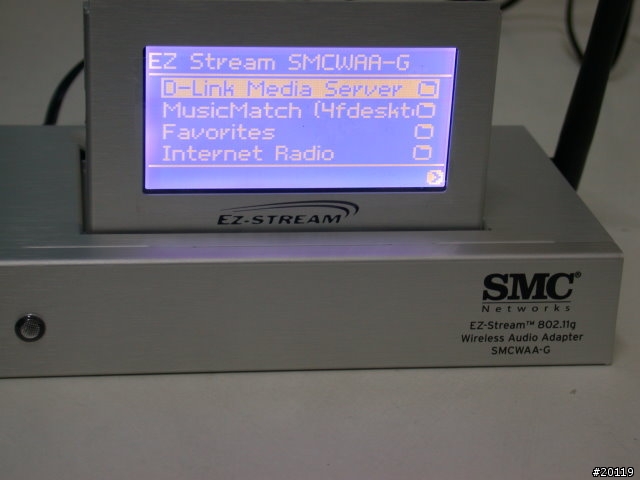 EZ Stream SMCWAA-G
D-Link Media Server
MusicMatch (4fdeskt
Favorites
Internet Radio
EZ-STREAM
SMC®
Networks
EZ-Stream™ 802.11g
Wireless Audio Adapter
SMCWAA-G
#20119